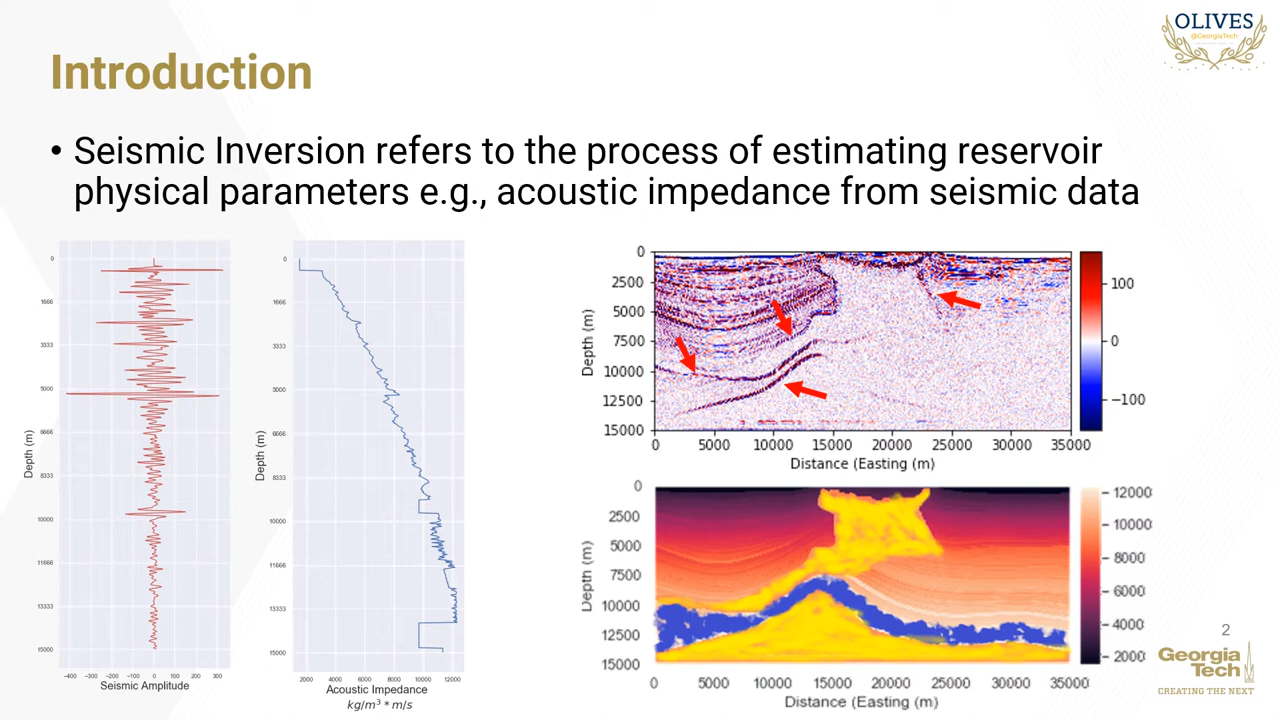 OLIVES
@GeorgiaTech
Introduction
• Seismic Inversion refers to the process of estimating reservoir
physical parameters e.g., acoustic impedance from seismic data
Depth (m)
0
1666
3333
5000
6666
8333
10000
11666
13333
15000
−400 −300 −200 −100 0 100 200 300
Seismic Amplitude
Depth (m)
0
1666
3333
5000
6666
8333
10000
11666
13333
15000
2000 4000 6000 8000 10000 12000
Acoustic Impedance
kg/m³ * m/s
Depth (m)
0
2500
5000
7500
10000
12500
15000
0 5000 10000 15000 20000 25000 30000 35000
Distance (Easting (m)
100
0
−100
Depth (m)
0
2500
5000
7500
10000
12500
15000
0 5000 10000 15000 20000 25000 30000 35000
Distance (Easting (m)
12000
10000
8000
6000
4000
2000
2
Georgia
Tech
CREATING THE NEXT